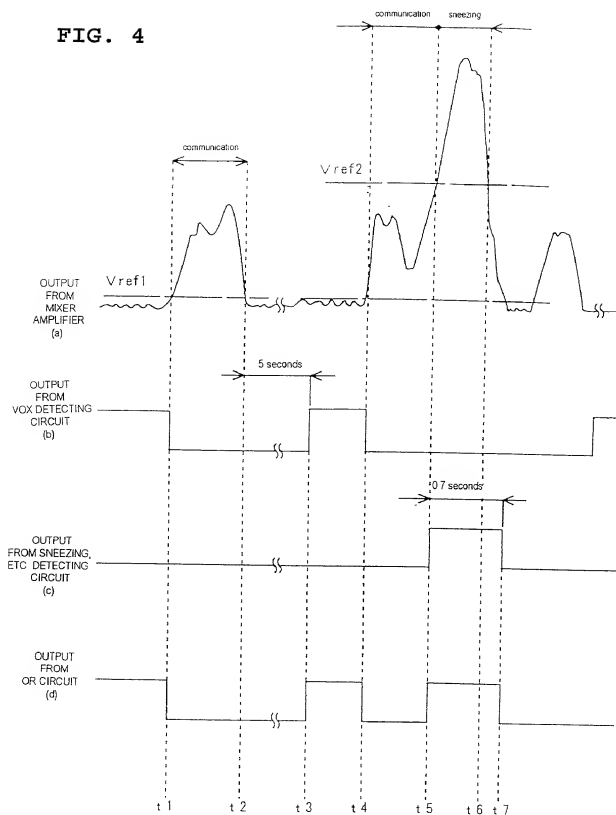 FIG. 4
communication
sneezing
communication
Vref2
Vref1
OUTPUT
FROM
MIXER
AMPLIFIER
(a)
5 seconds
OUTPUT
FROM
VOX DETECTING
CIRCUIT
(b)
0.7 seconds
OUTPUT
FROM SNEEZING,
ETC DETECTING
CIRCUIT
(c)
OUTPUT
FROM
OR CIRCUIT
(d)
t1 t2 t3 t4 t5 t6 t7